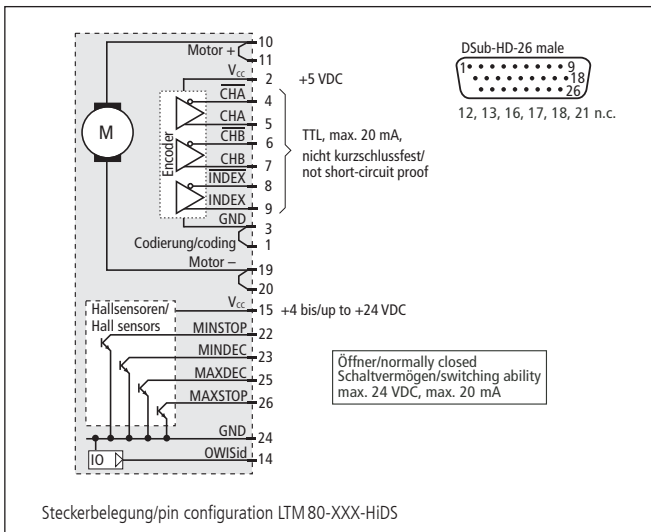 Motor + 10
11
Vcc 2 +5 VDC
CHA 4
CHA 5
CHB 6
CHB 7
INDEX 8
INDEX 9
GND 3
Codierung/coding 1
Motor – 19
20
M
Encoder
TTL, max. 20 mA,
nicht kurzschlussfest/
not short-circuit proof
DSub-HD-26 male
1 9
18
26
12, 13, 16, 17, 18, 21 n.c.
Hallsensoren/
Hall sensors
Vcc 15 +4 bis/up to +24 VDC
MINSTOP 22
MINDEC 23
MAXDEC 25
MAXSTOP 26
GND 24
IO OWISid 14
Öffner/normally closed
Schaltvermögen/switching ability
max. 24 VDC, max. 20 mA
Steckerbelegung/pin configuration LTM 80-XXX-HiDS